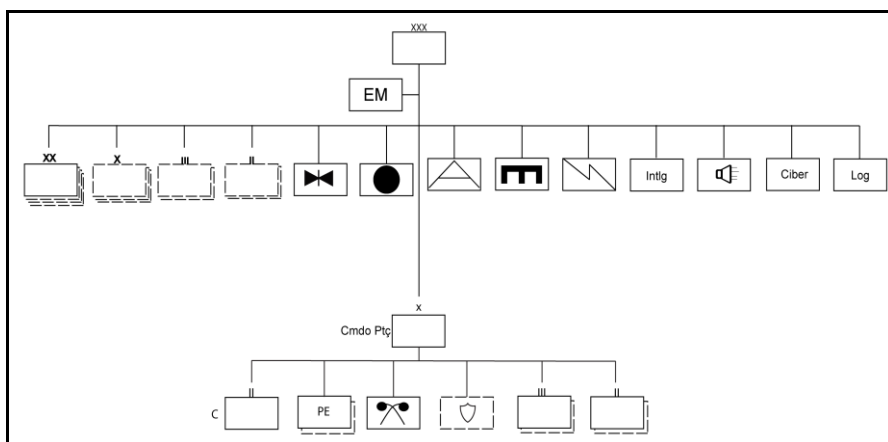 XXX
EM
XX X III II
Intlg Ciber Log
X
Cmdo Ptç
II III II
C PE